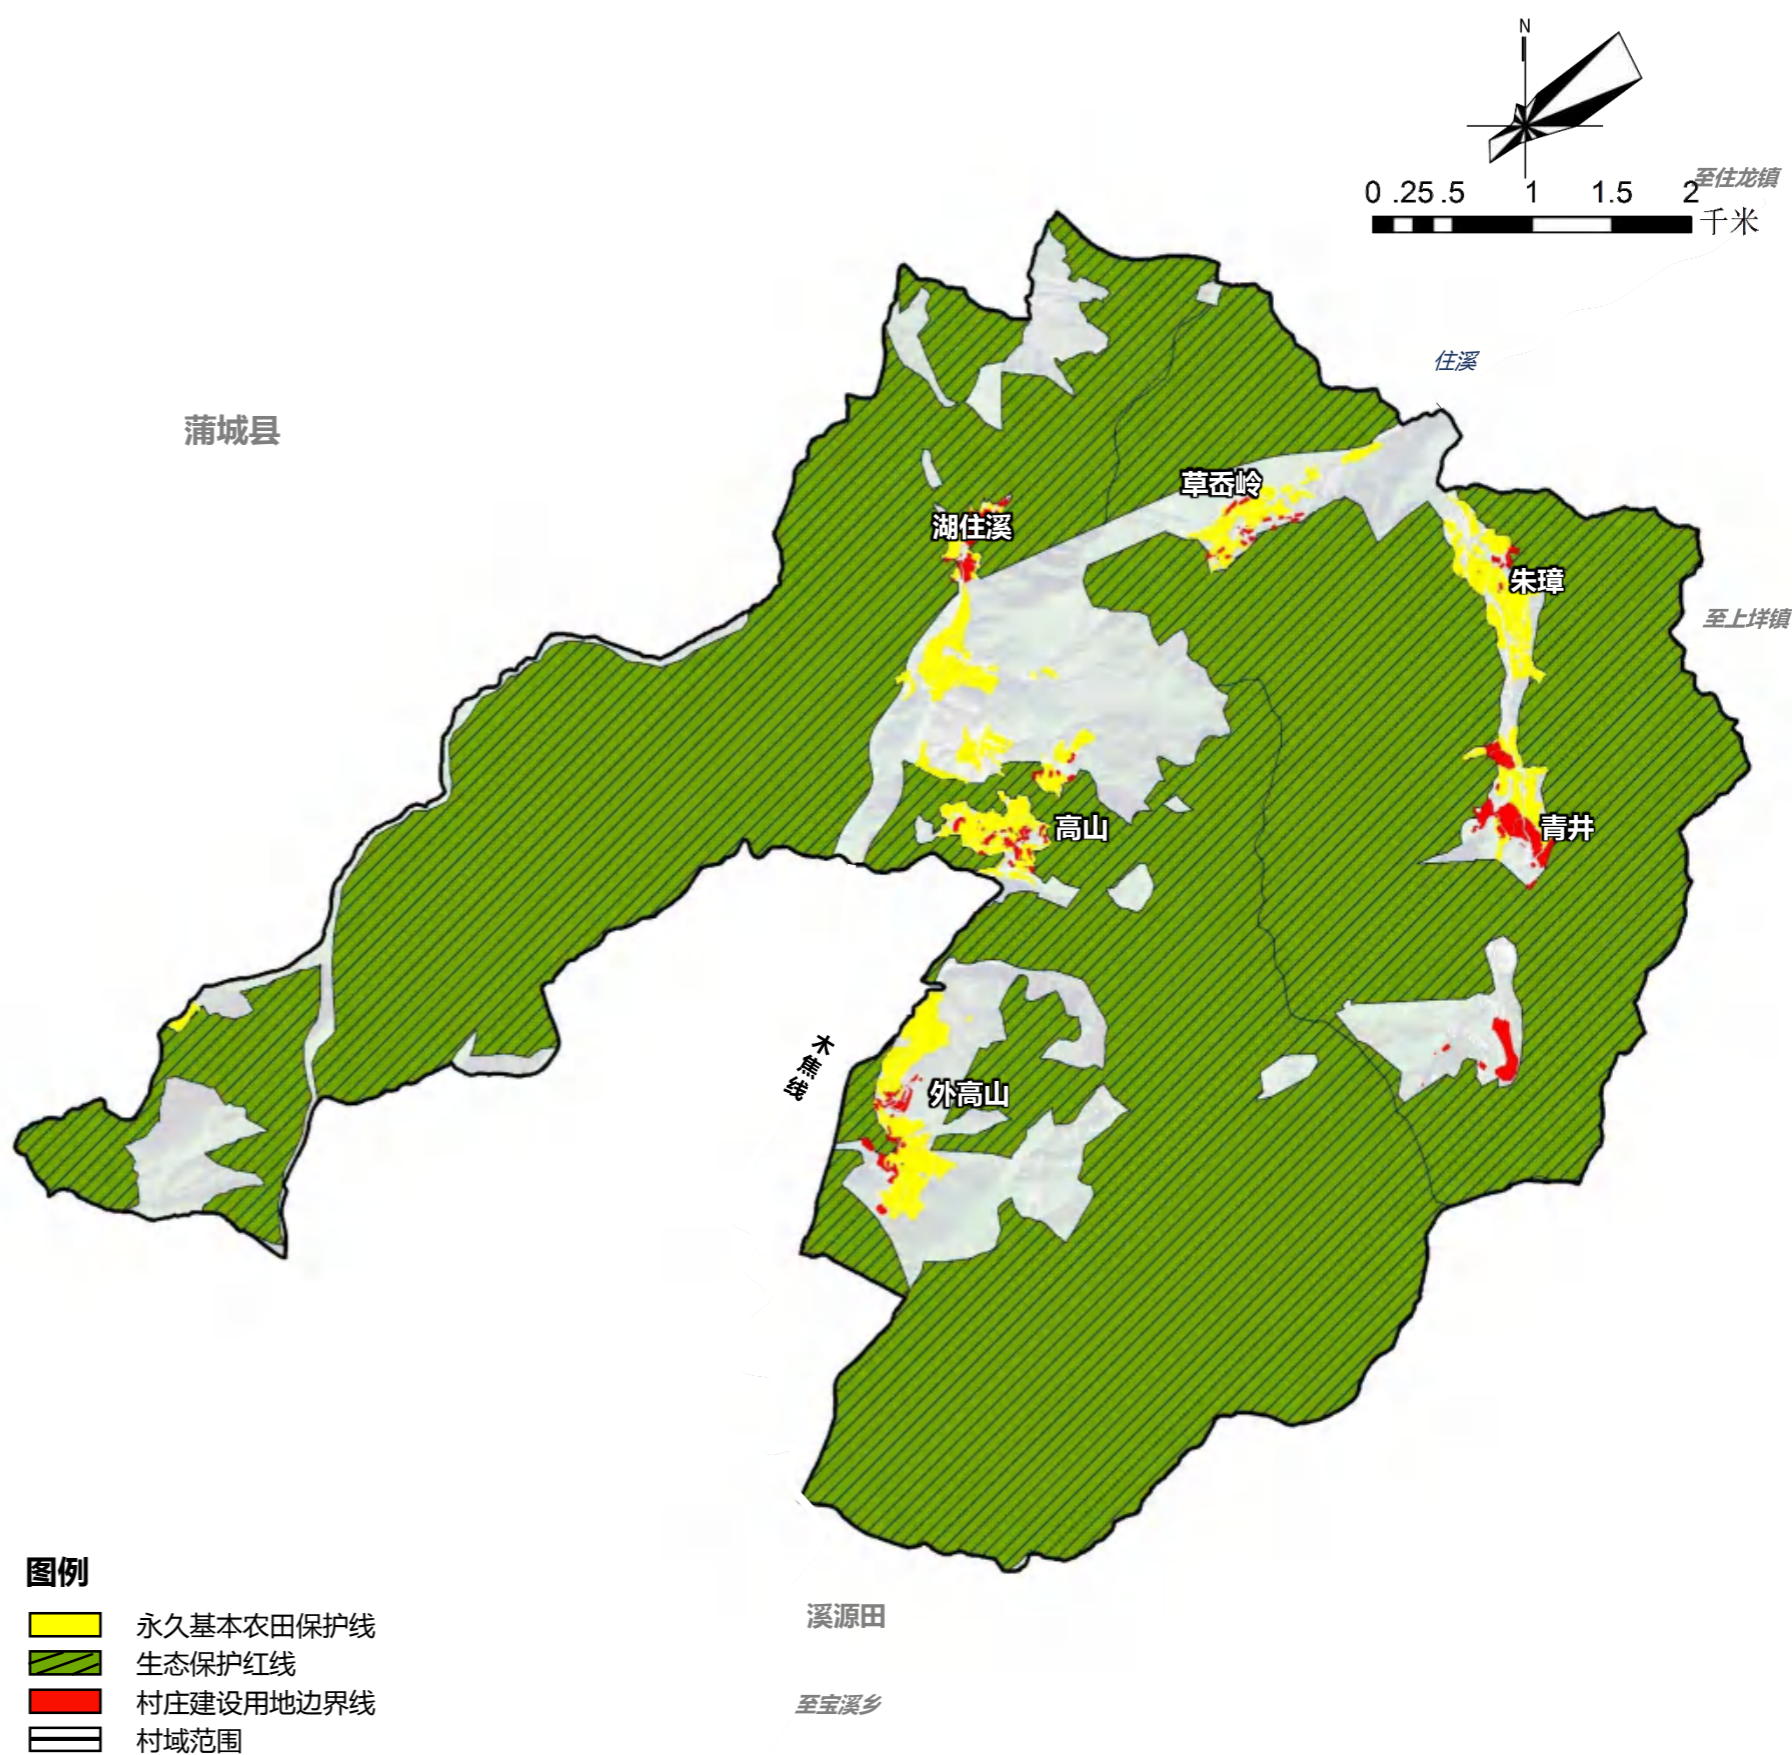 N
至住龙镇
0 .25 .5 1 1.5 2
千米
住溪
蒲城县
草岙岭
湖住溪
朱璋
至上垟镇
高山
青井
木焦线
外高山
图例
永久基本农田保护线
生态保护红线
村庄建设用地边界线
村域范围
溪源田
至宝溪乡